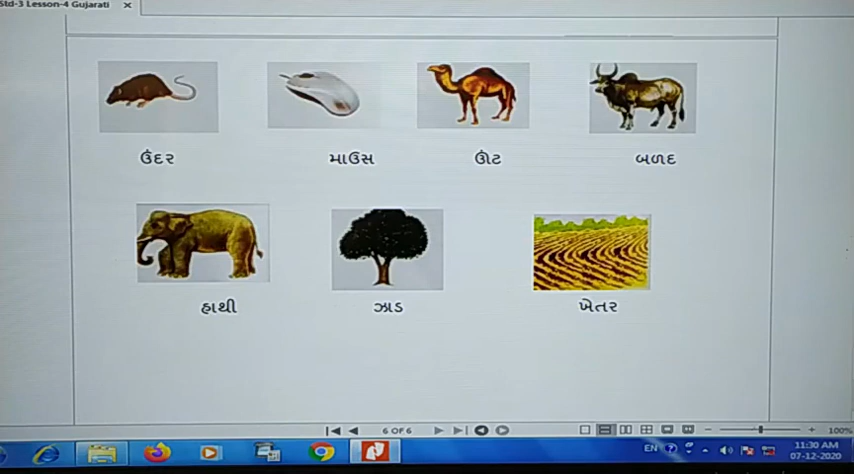 Std-3 Lesson-4 Gujarati ×
ઉંદર માઉસ ઊંટ બળદ
હાથી ઝાડ ખેતર
6 OF 6
100%
EN
11:30 AM
07-12-2020